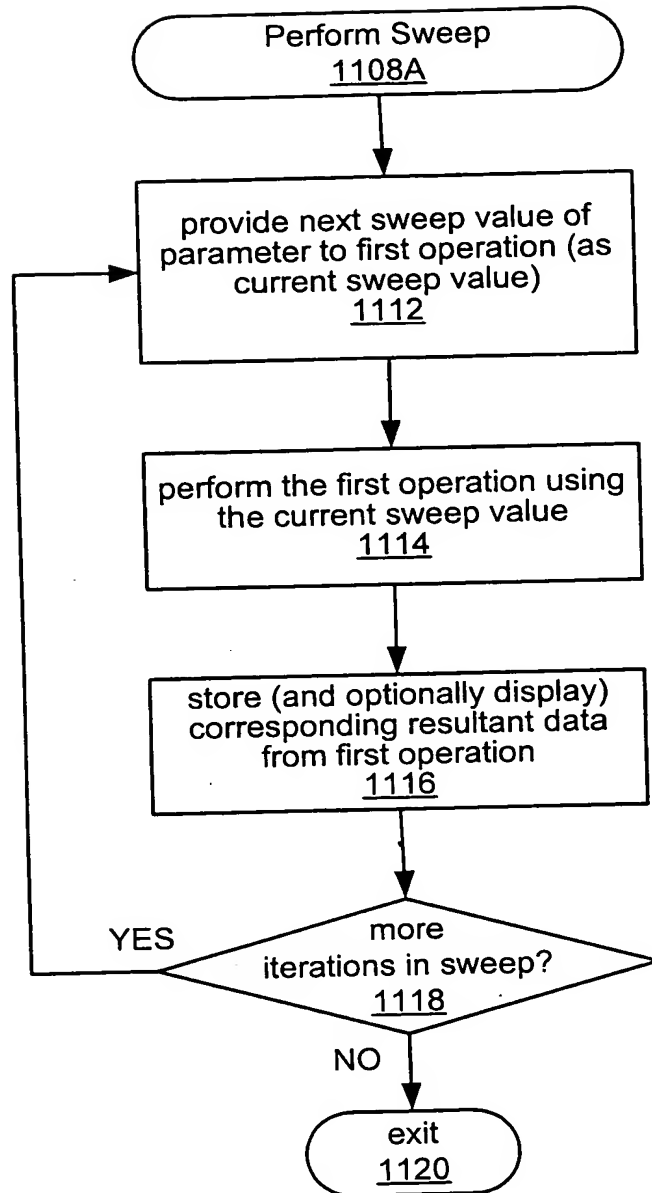 Perform Sweep
1108A
provide next sweep value of
parameter to first operation (as
current sweep value)
1112
perform the first operation using
the current sweep value
1114
store (and optionally display)
corresponding resultant data
from first operation
1116
YES
more
iterations in sweep?
1118
NO
exit
1120